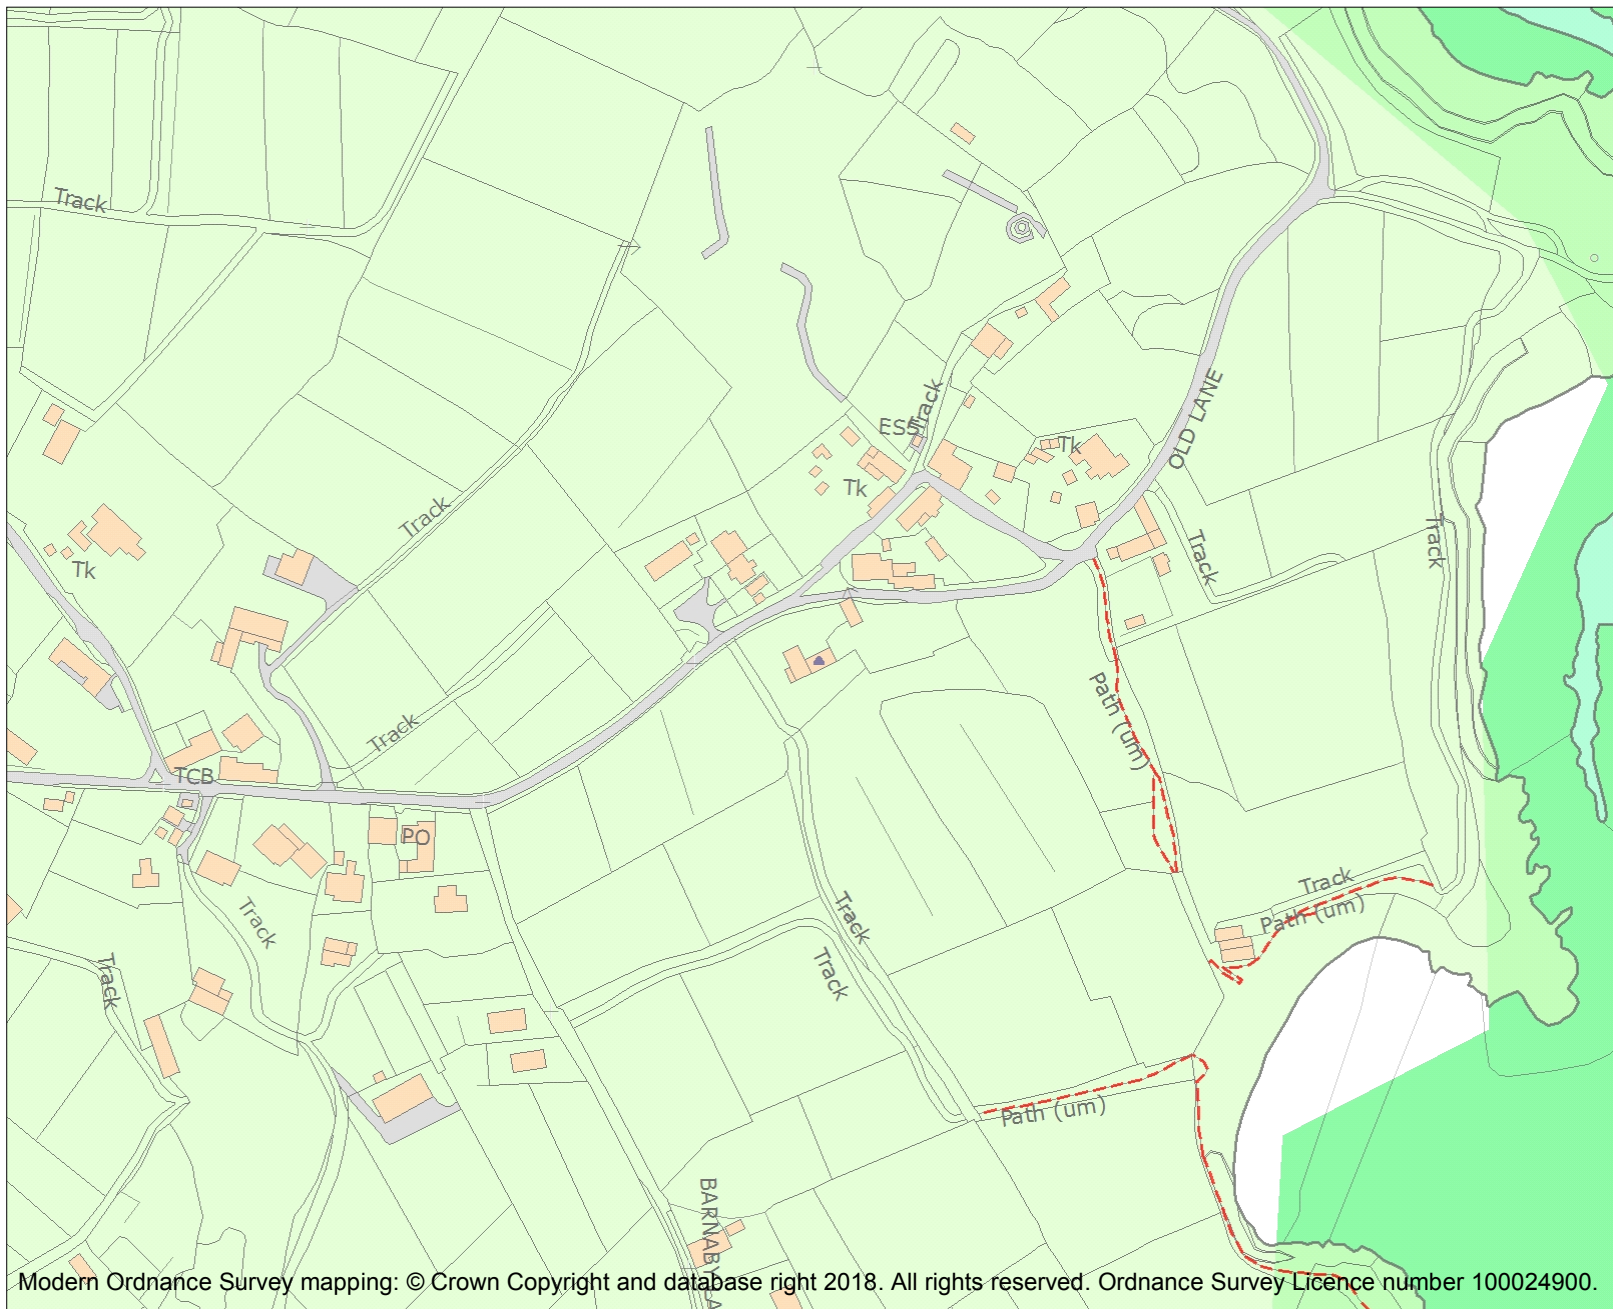 Track
OLD LANE
Track
ESS
Tk
Tk
Track
Track
Track
Tk
Path (um)
Track
TCB
PO
Track
Track
Path (um)
Track
Track
Track
Path (um)
BARNABY LA
Modern Ordnance Survey mapping: © Crown Copyright and database right 2018. All rights reserved. Ordnance Survey Licence number 100024900.